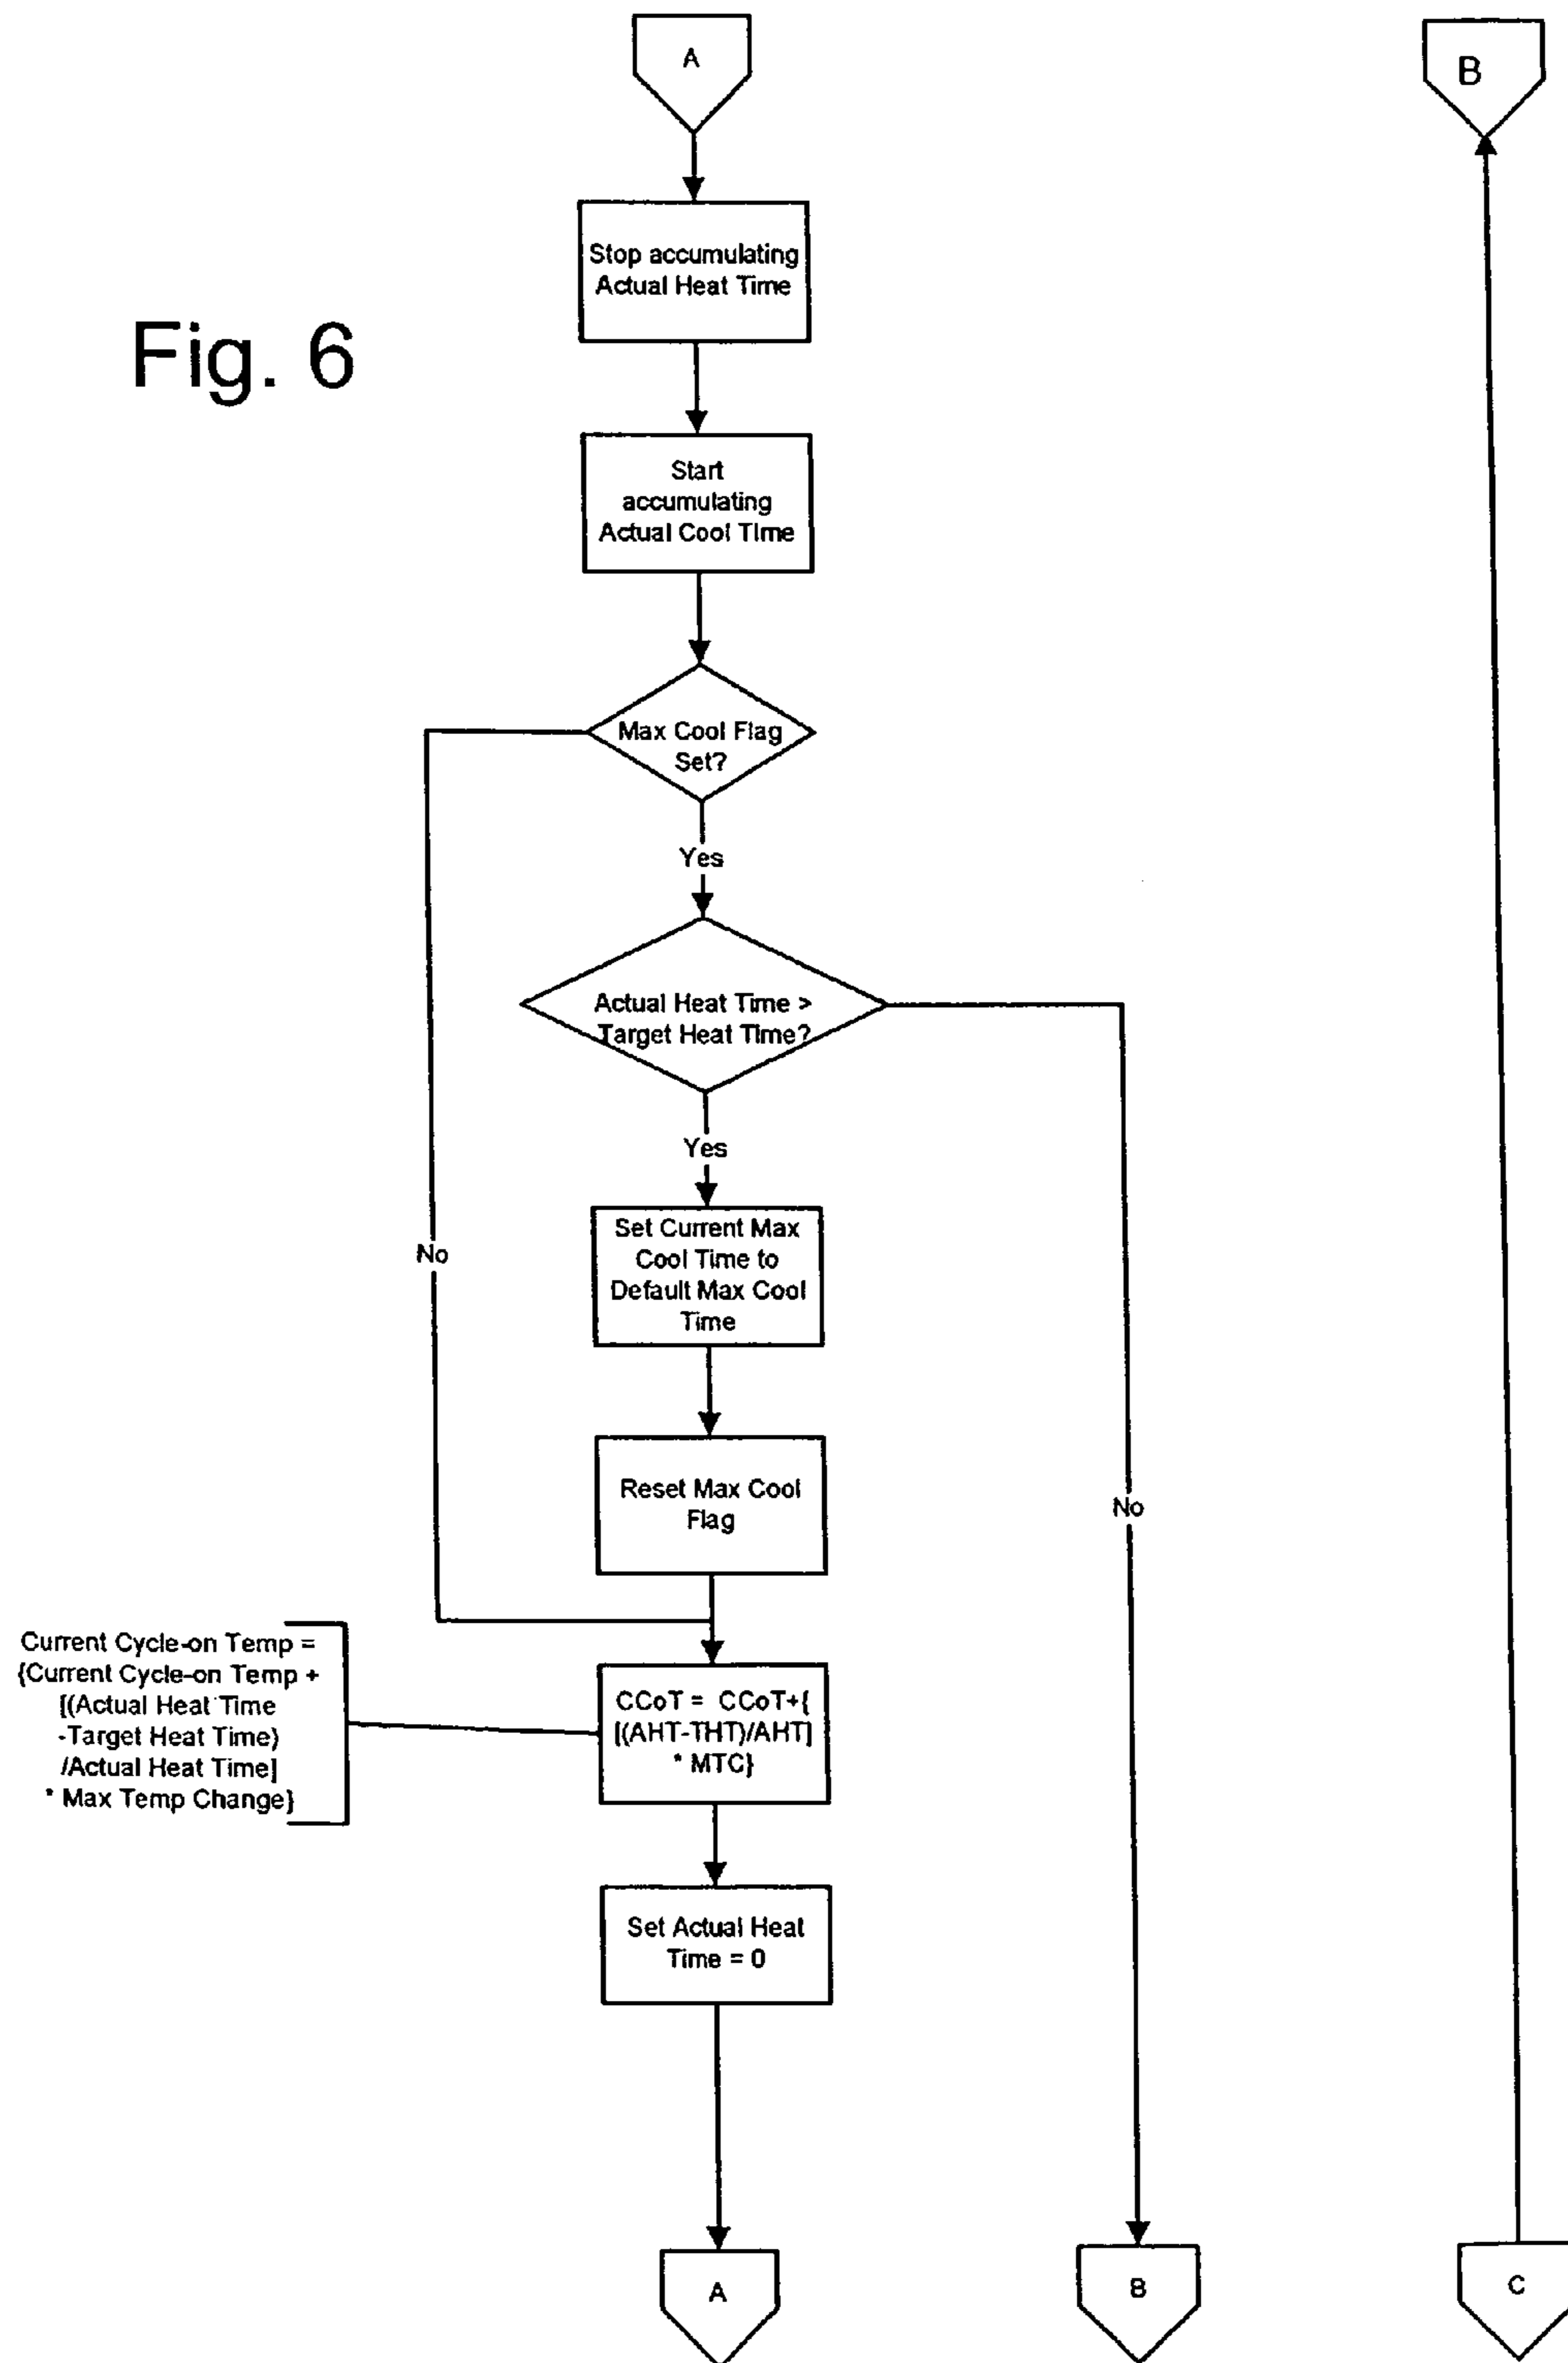 A
B
Stop accumulating
Actual Heat Time
Fig. 6
Start
accumulating
Actual Cool Time
Max Cool Flag
Set?
Yes
Actual Heat Time >
Target Heat Time?
Yes
Set Current Max
Cool Time to
Default Max Cool
Time
No
Reset Max Cool
Flag
No
Current Cycle-on Temp =
{Current Cycle-on Temp +
[(Actual Heat Time
-Target Heat Time)
/Actual Heat Time]
* Max Temp Change}
CCoT = CCoT+{
[(AHT-THT)/AHT]
* MTC}
Set Actual Heat
Time = 0
A
B
C